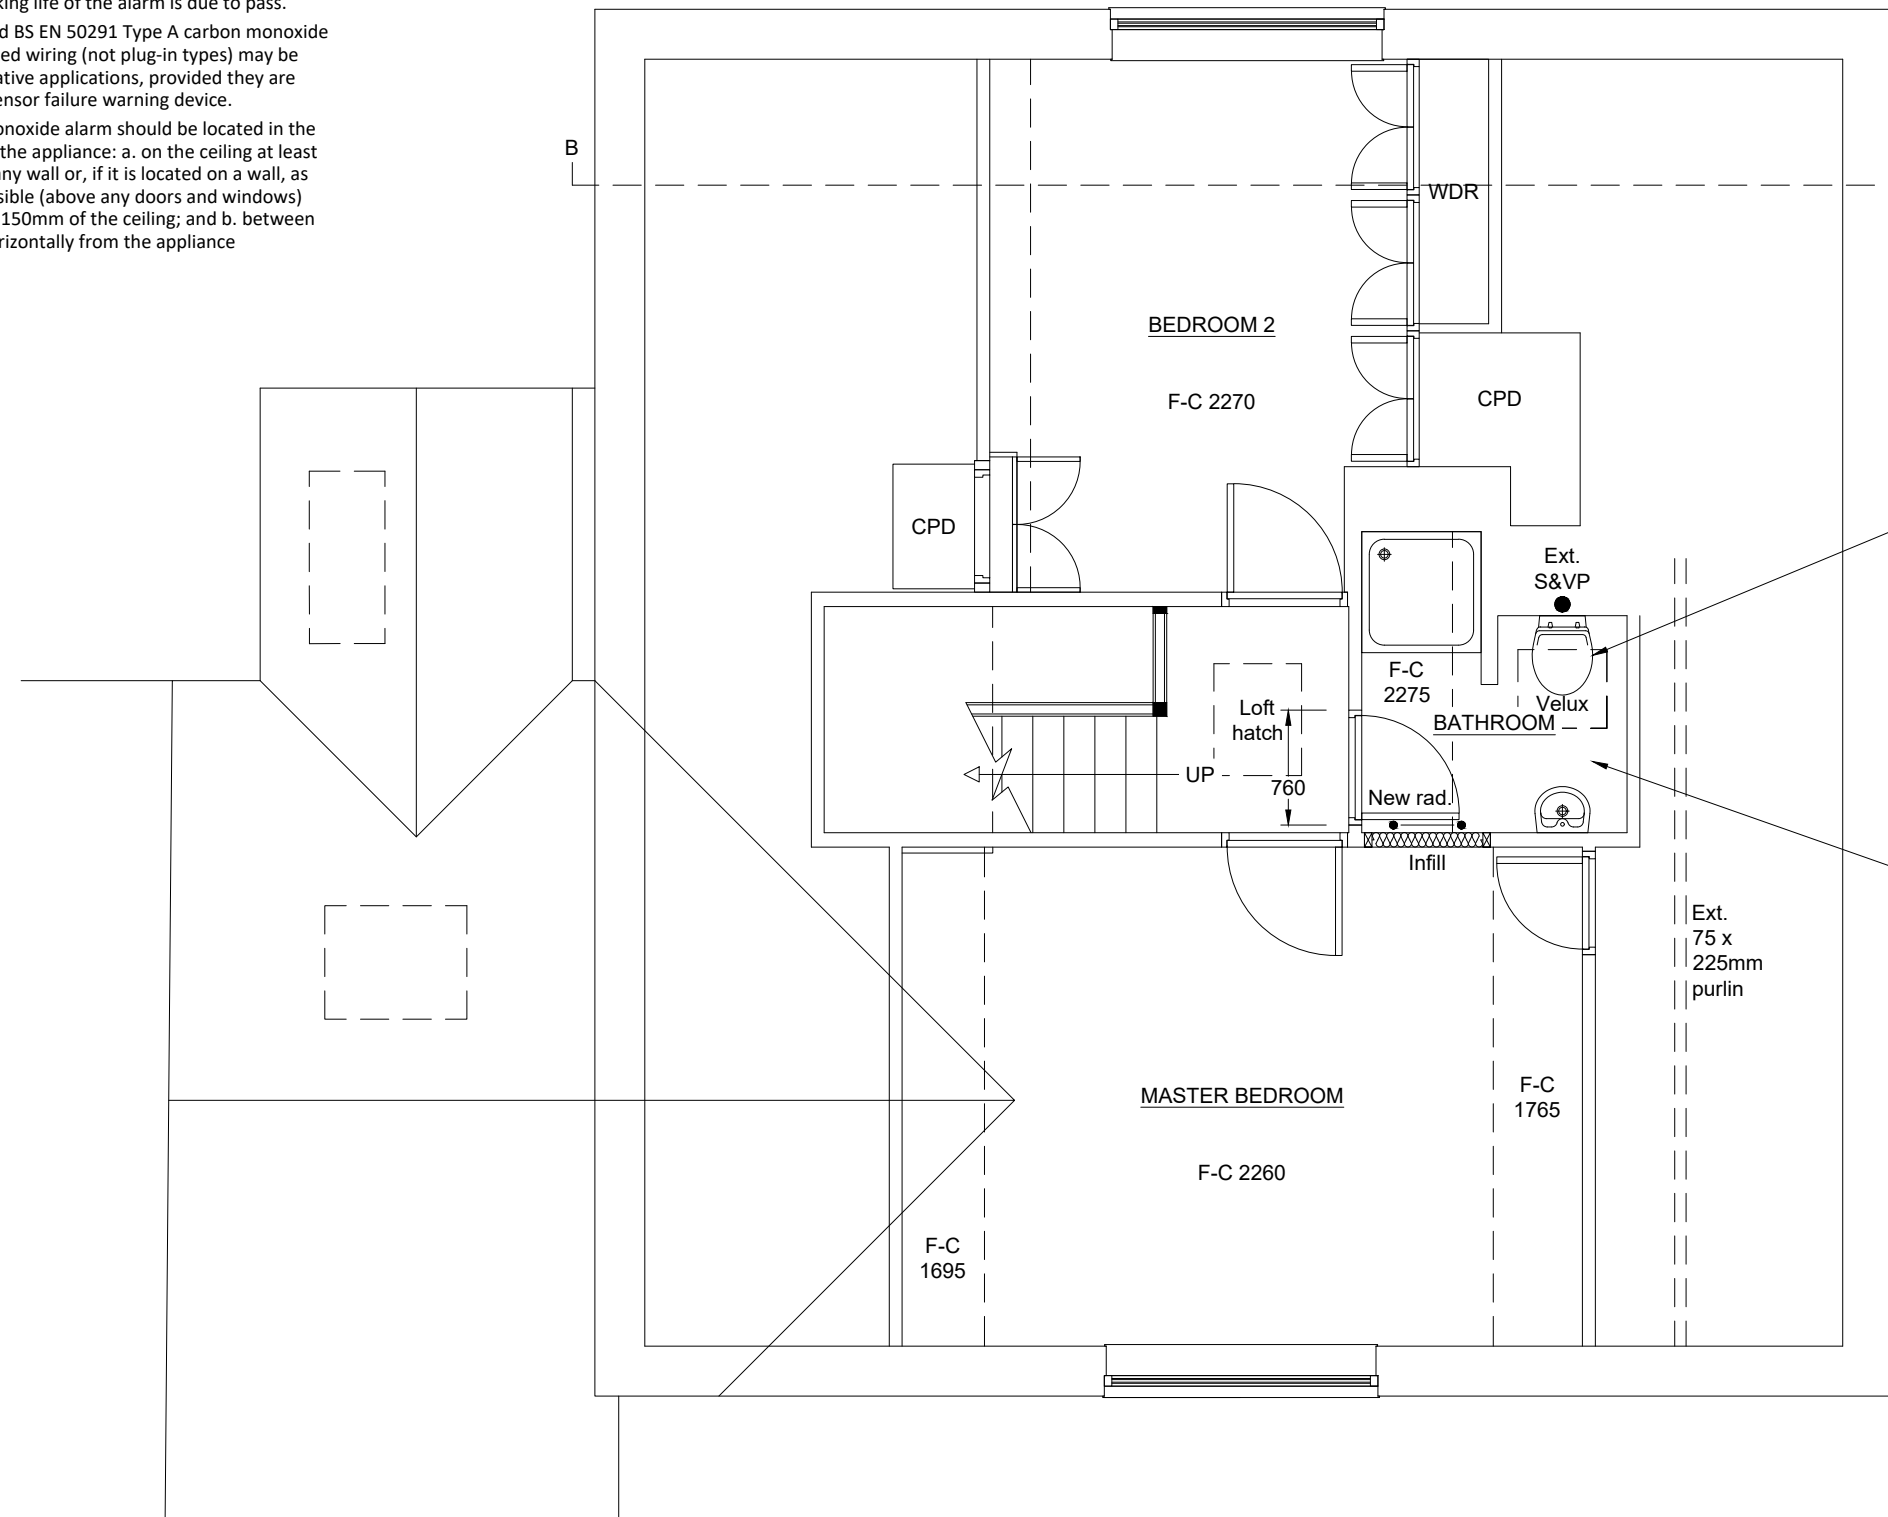 king life of the alarm is due to pass.
d BS EN 50291 Type A carbon monoxide
ed wiring (not plug-in types) may be
ative applications, provided they are
ensor failure warning device.
onoxide alarm should be located in the
the appliance: a. on the ceiling at least
any wall or, if it is located on a wall, as
sible (above any doors and windows)
150mm of the ceiling; and b. between
rizontally from the appliance
B
WDR
BEDROOM 2
F-C 2270
CPD
CPD
Ext.
S&VP
F-C
2275
Velux
BATHROOM
Loft
hatch
UP
760
New rad.
Infill
Ext.
75 x
225mm
purlin
MASTER BEDROOM
F-C
1765
F-C 2260
F-C
1695